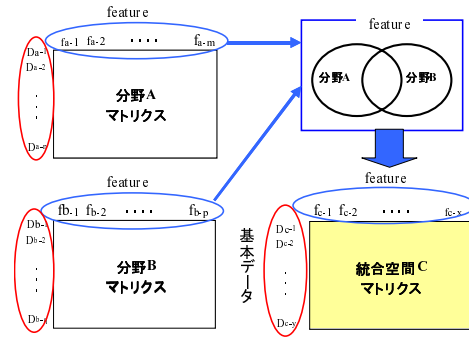 feature
fa-1 fa-2 ････ fa-m
Da-1
Da-2
･
･
･
分野A
マトリクス
feature
分野A 分野B
feature
fb-1 fb-2 ････ fb-p
Db-1
Db-2
･
･
･
分野B
マトリクス
feature
fc-1 fc-2 ････ fc-x
基本データ
Dc-1
Dc-2
･
･
･
Dc-y
統合空間C
マトリクス